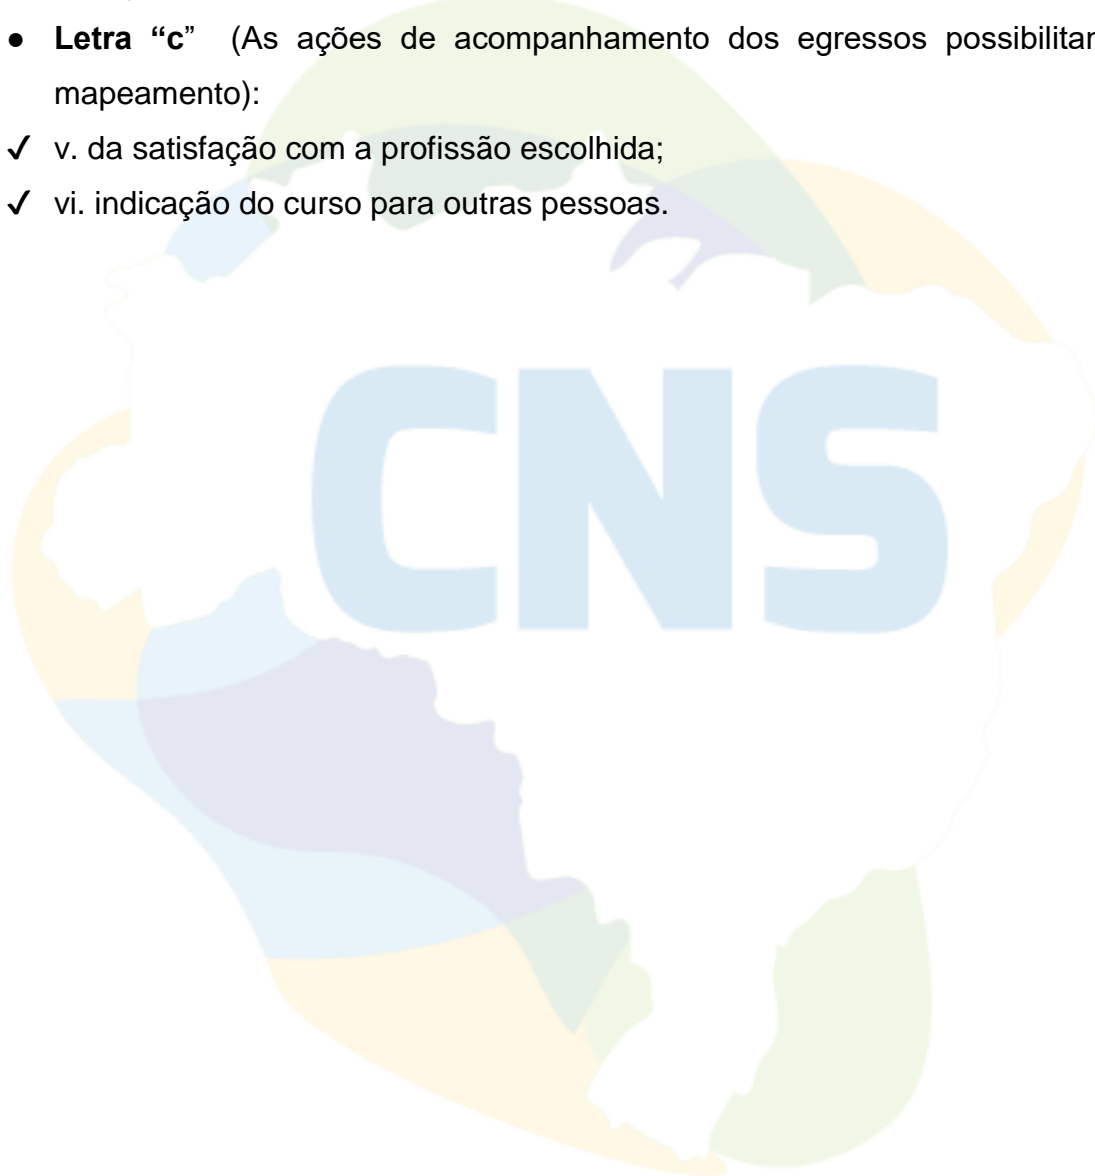 ● Letra “c” (As ações de acompanhamento dos egressos possibilitar
mapeamento):
✔ v. da satisfação com a profissão escolhida;
✔ vi. indicação do curso para outras pessoas.
CNS